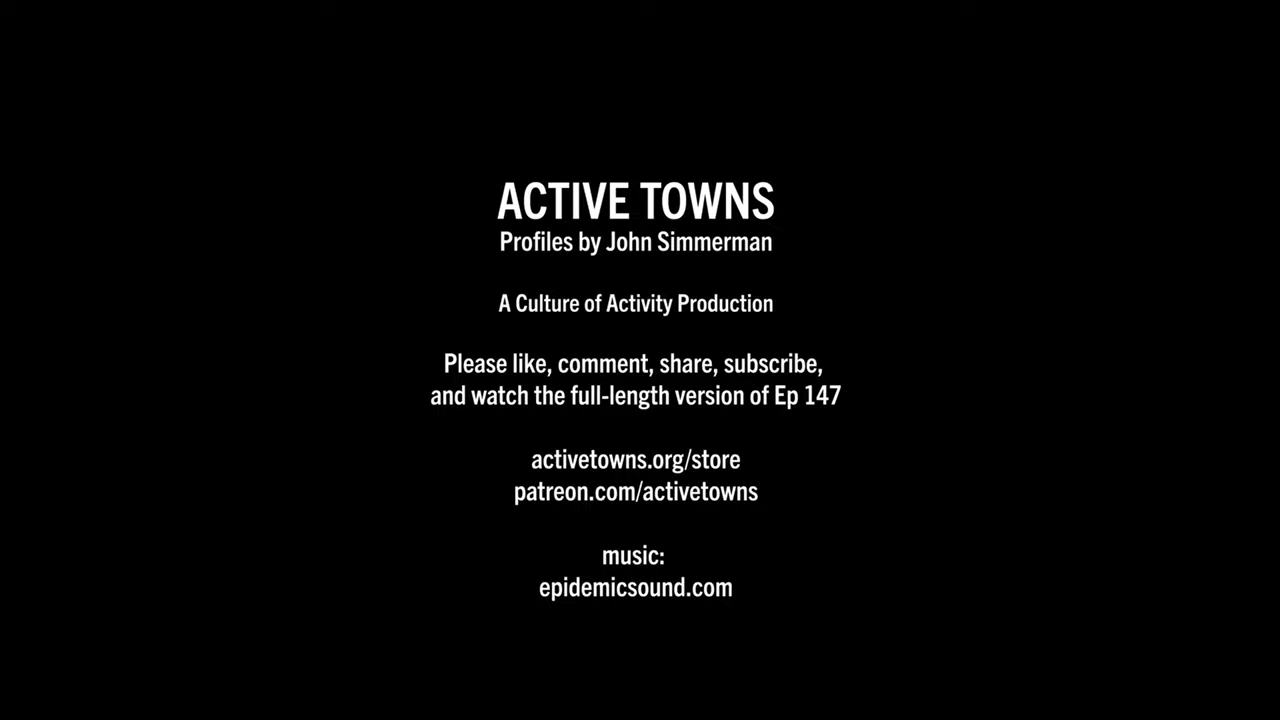 ACTIVE TOWNS
Profiles by John Simmerman
A Culture of Activity Production
Please like, comment, share, subscribe,
and watch the full-length version of Ep 147
activetowns.org/store
patreon.com/activetowns
music:
epidemicsound.com